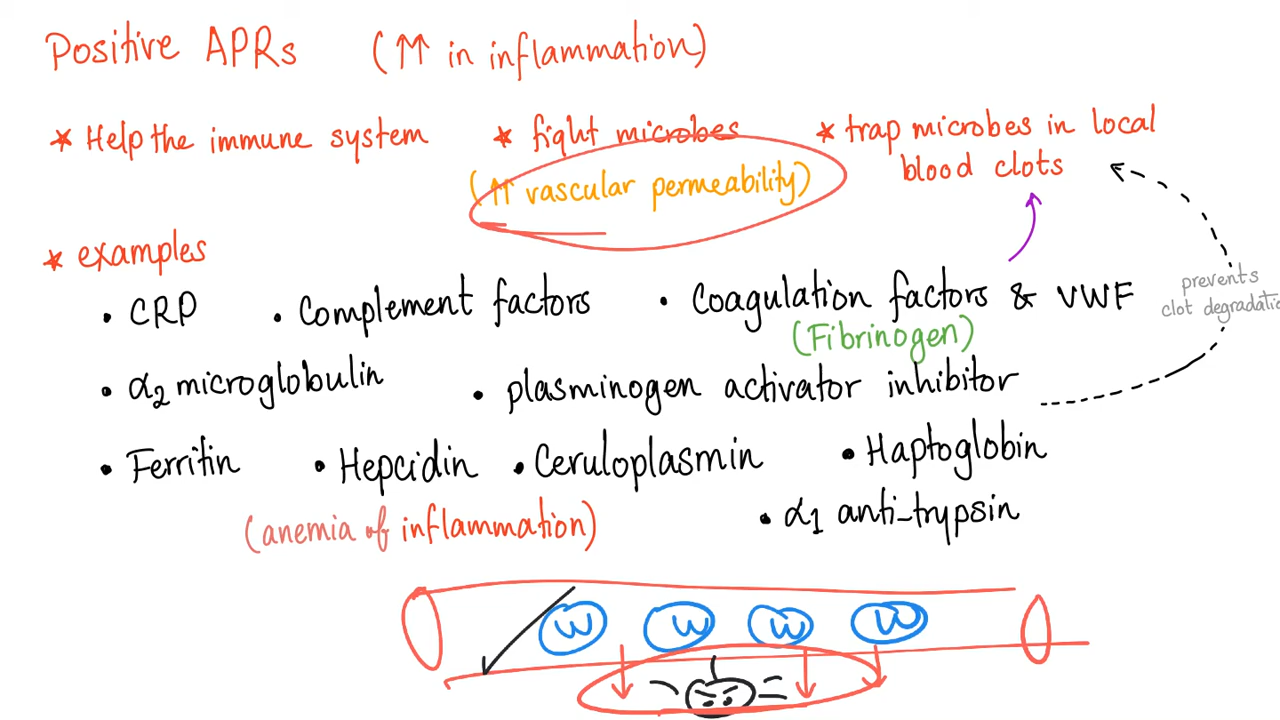 Positive APRs (↑↑ in inflammation)
★ Help the immune system ★ fight microbes ★ trap microbes in local
blood clots
(↑↑ vascular permeability)
★ examples
• CRP • Complement factors • Coagulation factors & VWF
(Fibrinogen)
prevents
clot degradatio
• α2 microglobulin • plasminogen activator inhibitor
• Ferritin • Hepcidin • Ceruloplasmin • Haptoglobin
(anemia of inflammation) • α1 anti-trypsin
W W W W